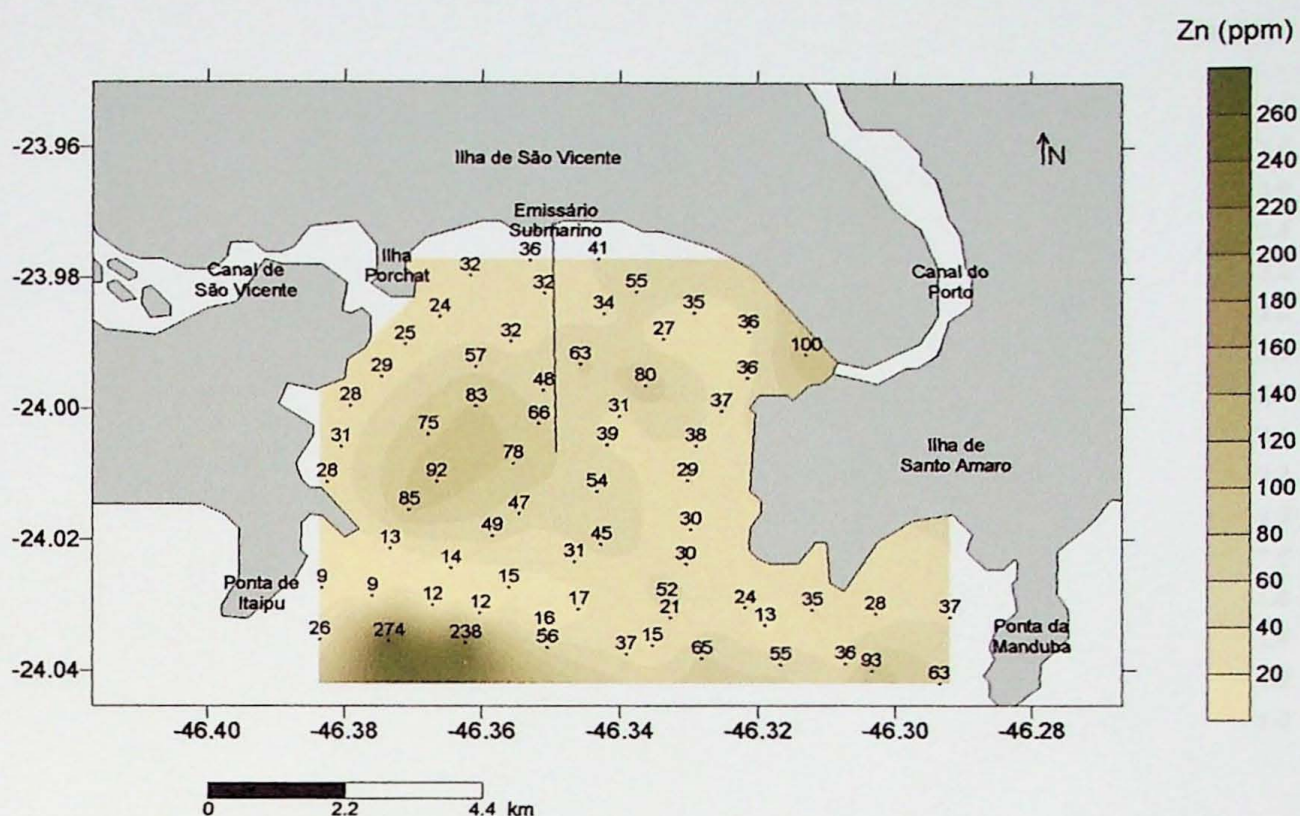 Zn (ppm)
260
240
220
200
180
160
140
120
100
80
60
40
20
-23.96
-23.98
-24.00
-24.02
-24.04
-46.40
-46.38
-46.36
-46.34
-46.32
-46.30
-46.28
N
Ilha de São Vicente
Emissário
Submarino
Ilha
Porchat
Canal de
São Vicente
Canal do
Porto
Ilha de
Santo Amaro
Ponta de
Itaipu
Ponta da
Manduba
36 41
32
32 55
24 34 35
25 32 27 36
100
29 57 63 36
28 83 48 80
75 66 31 37
31 78 39 38
28 92 54 29
85 47
49 30
13 45
14 31 30
9 9 15
12 12 17 52 24 35 28 37
16 21 13
26 274 238 56 37 15 65 55 36 93
63
0 2.2 4.4 km